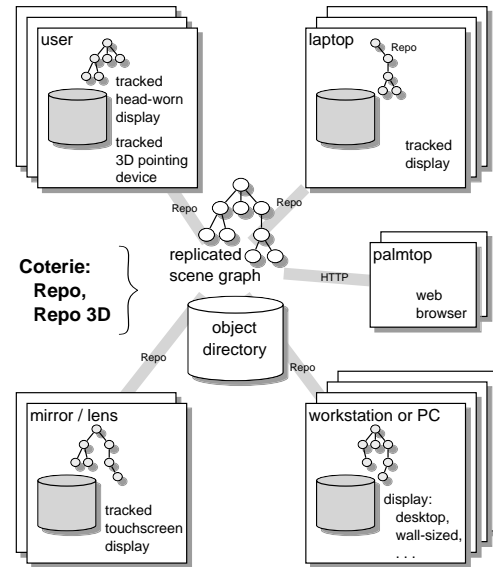 user
tracked
head-worn
display
tracked
3D pointing
device
laptop
Repo
tracked
display
Repo
Repo
replicated
scene graph
Coterie:
Repo,
Repo 3D
HTTP
palmtop
web
browser
object
directory
Repo
Repo
mirror / lens
tracked
touchscreen
display
workstation or PC
display:
desktop,
wall-sized,
. . .